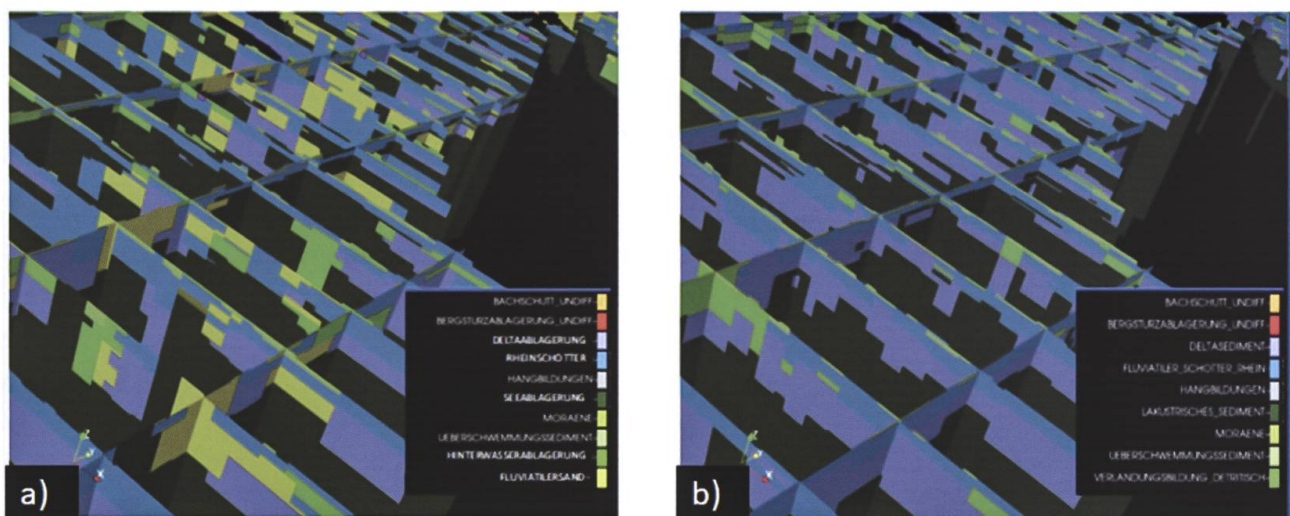 BACHSCHUTT_UNDIFF
BERGSTURZABLAGERUNG_UNDIFF
DELTAABLAGERUNG
RHEINSCHOTTER
HANGBILDUNGEN
SEEABLAGERUNG
MORAENE
UEBERSCHWEMMUNGSSEDIMENT
HINTERWASSERABLAGERUNG
FLUVIATILERSAND
a)
BACHSCHUTT_UNDIFF
BERGSTURZABLAGERUNG_UNDIFF
DELTASEDIMENT
FLUVIATILER_SCHOTTER_RHEIN
HANGBILDUNGEN
LAKUSTRISCHES_SEDIMENT
MORAENE
UEBERSCHWEMMUNGSSEDIMENT
VERLANDUNGSBILDUNG_DETRITISCH
b)